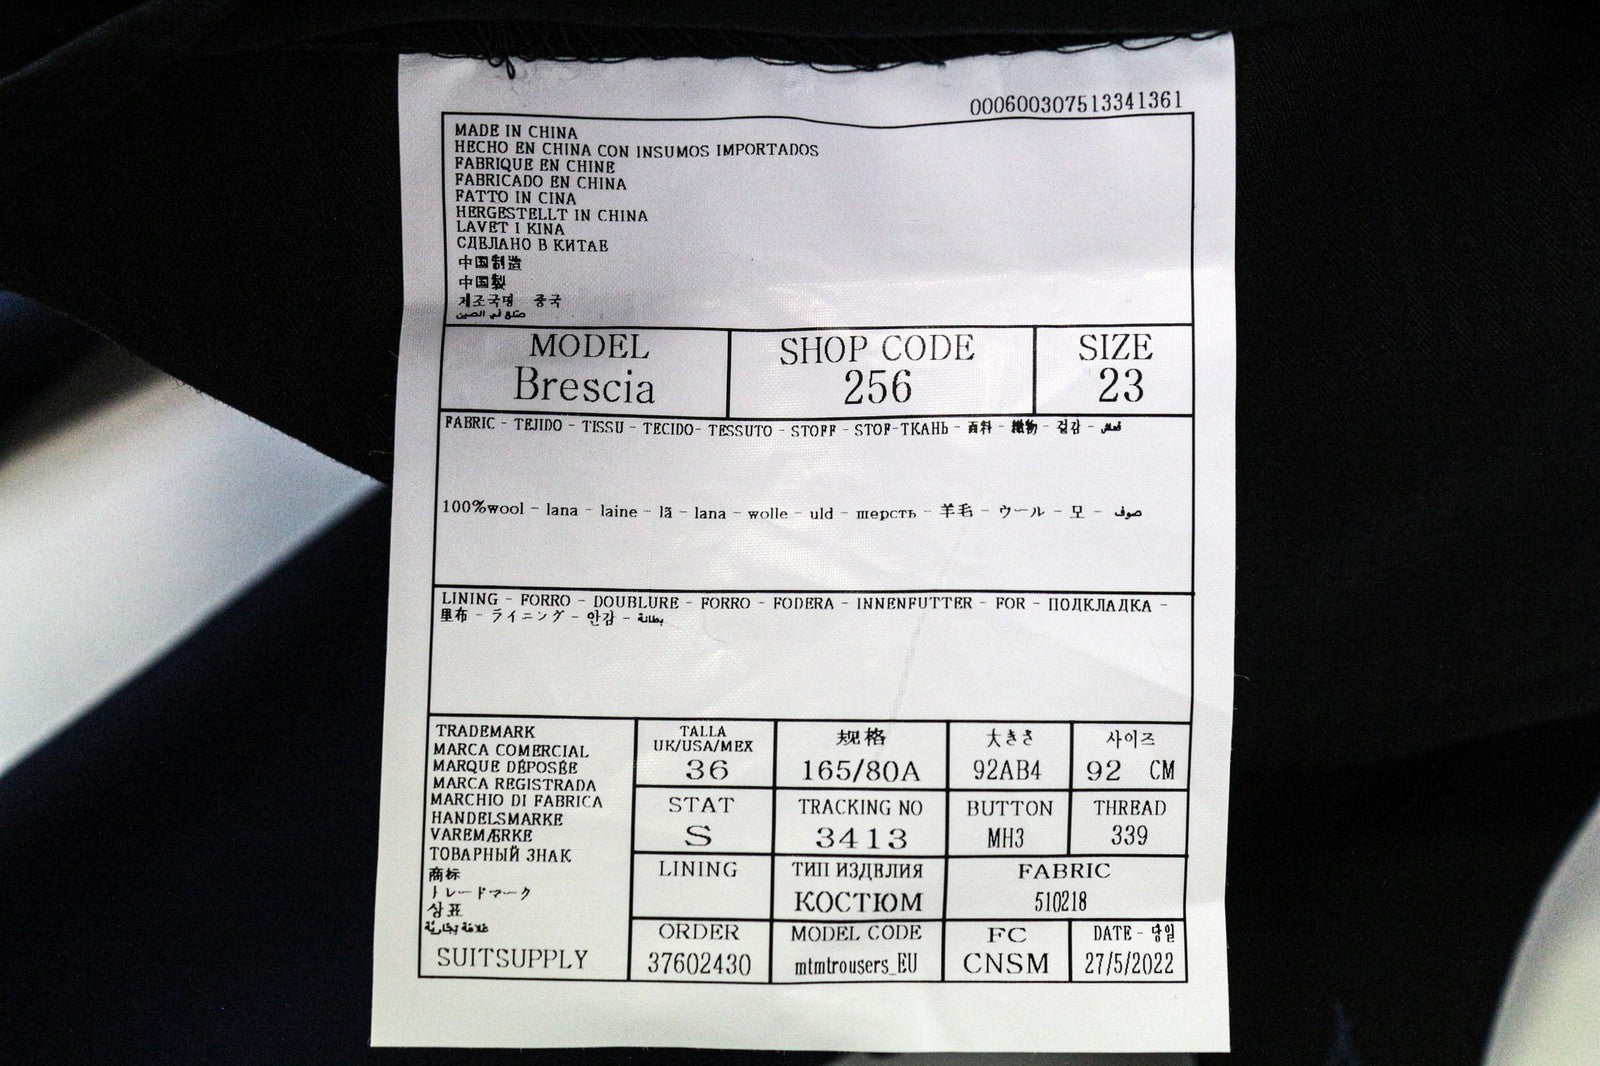 000600307513341361
MADE IN CHINA
HECHO EN CHINA CON INSUMOS IMPORTADOS
FABRIQUE EN CHINE
FABRICADO EN CHINA
FATTO IN CINA
HERGESTELLT IN CHINA
LAVET I KINA
СДЕЛАНО В КИТАЕ
中国制造
中国製
제조국명 중국
صنع في الصين
MODEL
Brescia
SHOP CODE
256
SIZE
23
FABRIC - TEJIDO - TISSU - TECIDO- TESSUTO - STOFF - STOF-ТКАНЬ - 面料 - 織物 - 겉감 - قماش
100%wool - lana - laine - lã - lana - wolle - uld - шерсть - 羊毛 - ウール - 모 - صوف
LINING - FORRO - DOUBLURE - FORRO - FODERA - INNENFUTTER - FOR - ПОДКЛАДКА -
里布 - ライニング - 안감 - بطانة
TRADEMARK
MARCA COMERCIAL
MARQUE DÉPOSÉE
MARCA REGISTRADA
MARCHIO DI FABRICA
HANDELSMARKE
VAREMÆRKE
ТОВАРНЫЙ ЗНАК
商标
トレードマーク
상표
علامة تجارية
SUITSUPPLY
TALLA
UK/USA/MEX
36
规格
165/80A
大きさ
92AB4
사이즈
92 CM
STAT
S
TRACKING NO
3413
BUTTON
MH3
THREAD
339
LINING
ТИП ИЗДЕЛИЯ
КОСТЮМ
FABRIC
510218
ORDER
37602430
MODEL CODE
mtmtrousers_EU
FC
CNSM
DATE - 당일
27/5/2022